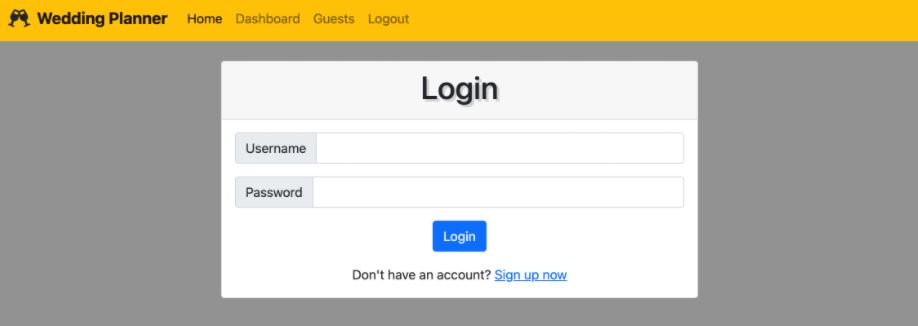 Wedding Planner Home Dashboard Guests Logout
Login
Username
Password
Login
Don't have an account? Sign up now